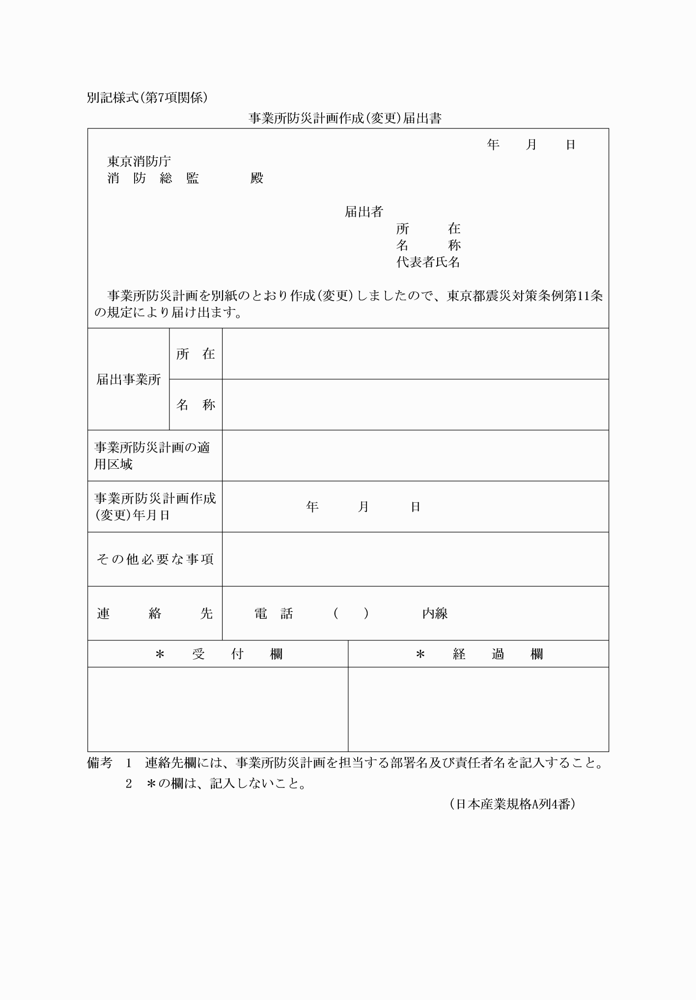 別記様式(第7項関係)
事業所防災計画作成(変更)届出書
年　　月　　日
東京消防庁
消　防　総　監　　　　殿
届出者
所　　　在
名　　　称
代表者氏名
事業所防災計画を別紙のとおり作成(変更)しましたので、東京都震災対策条例第11条
の規定により届け出ます。
届出事業所
所　在
名　称
事業所防災計画の適
用区域
事業所防災計画作成
(変更)年月日
年　　　月　　　日
その他必要な事項
連　　　絡　　　先
電　話　　　(　　)　　　　内線
＊　　受　　付　　欄
＊　　経　　過　　欄
備考　1　連絡先欄には、事業所防災計画を担当する部署名及び責任者名を記入すること。
2　＊の欄は、記入しないこと。
(日本産業規格A列4番)